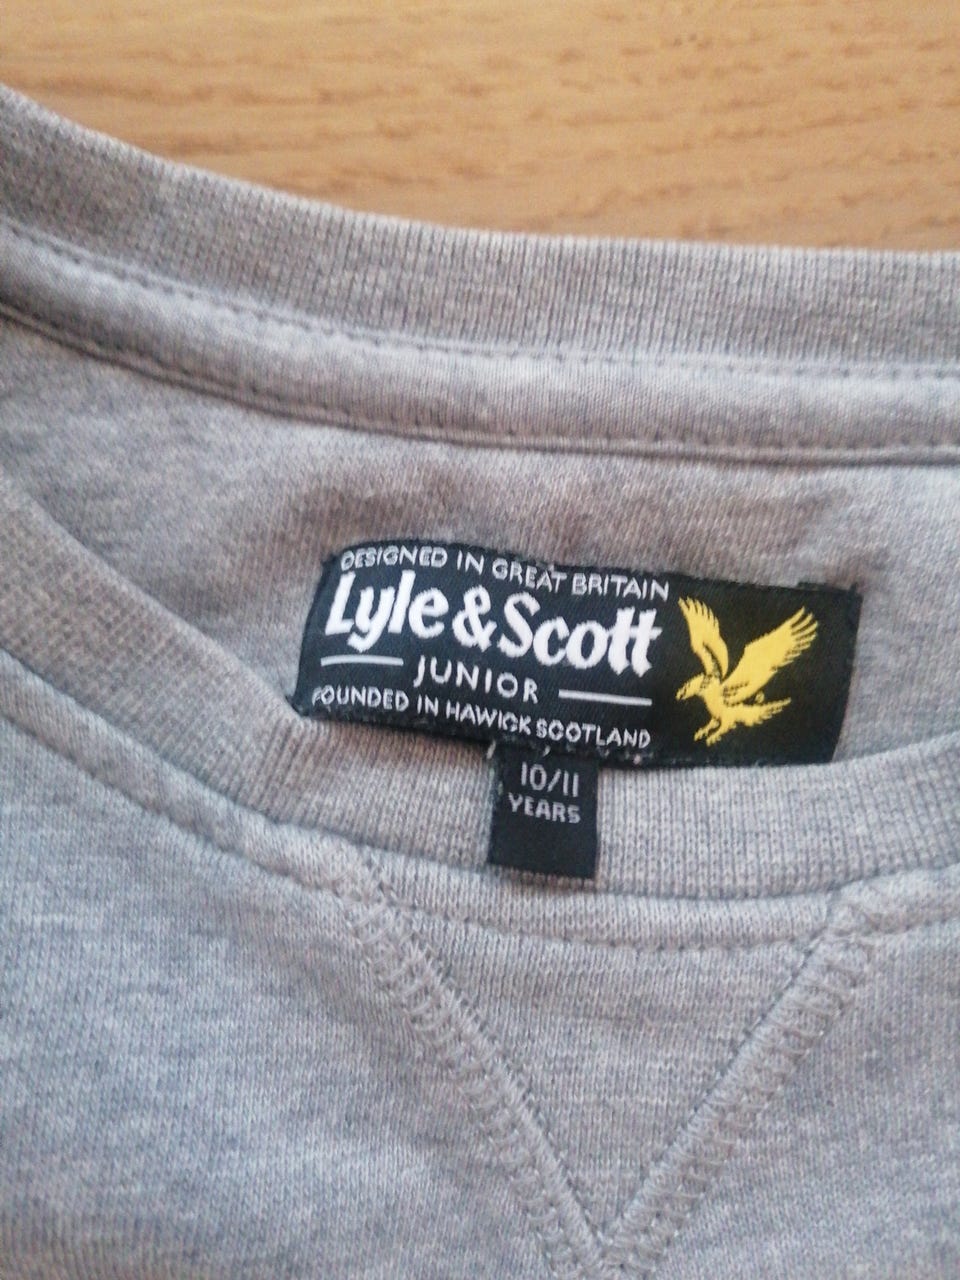 DESIGNED IN GREAT BRITAIN
Lyle & Scott
JUNIOR
FOUNDED IN HAWICK SCOTLAND
10/11
YEARS